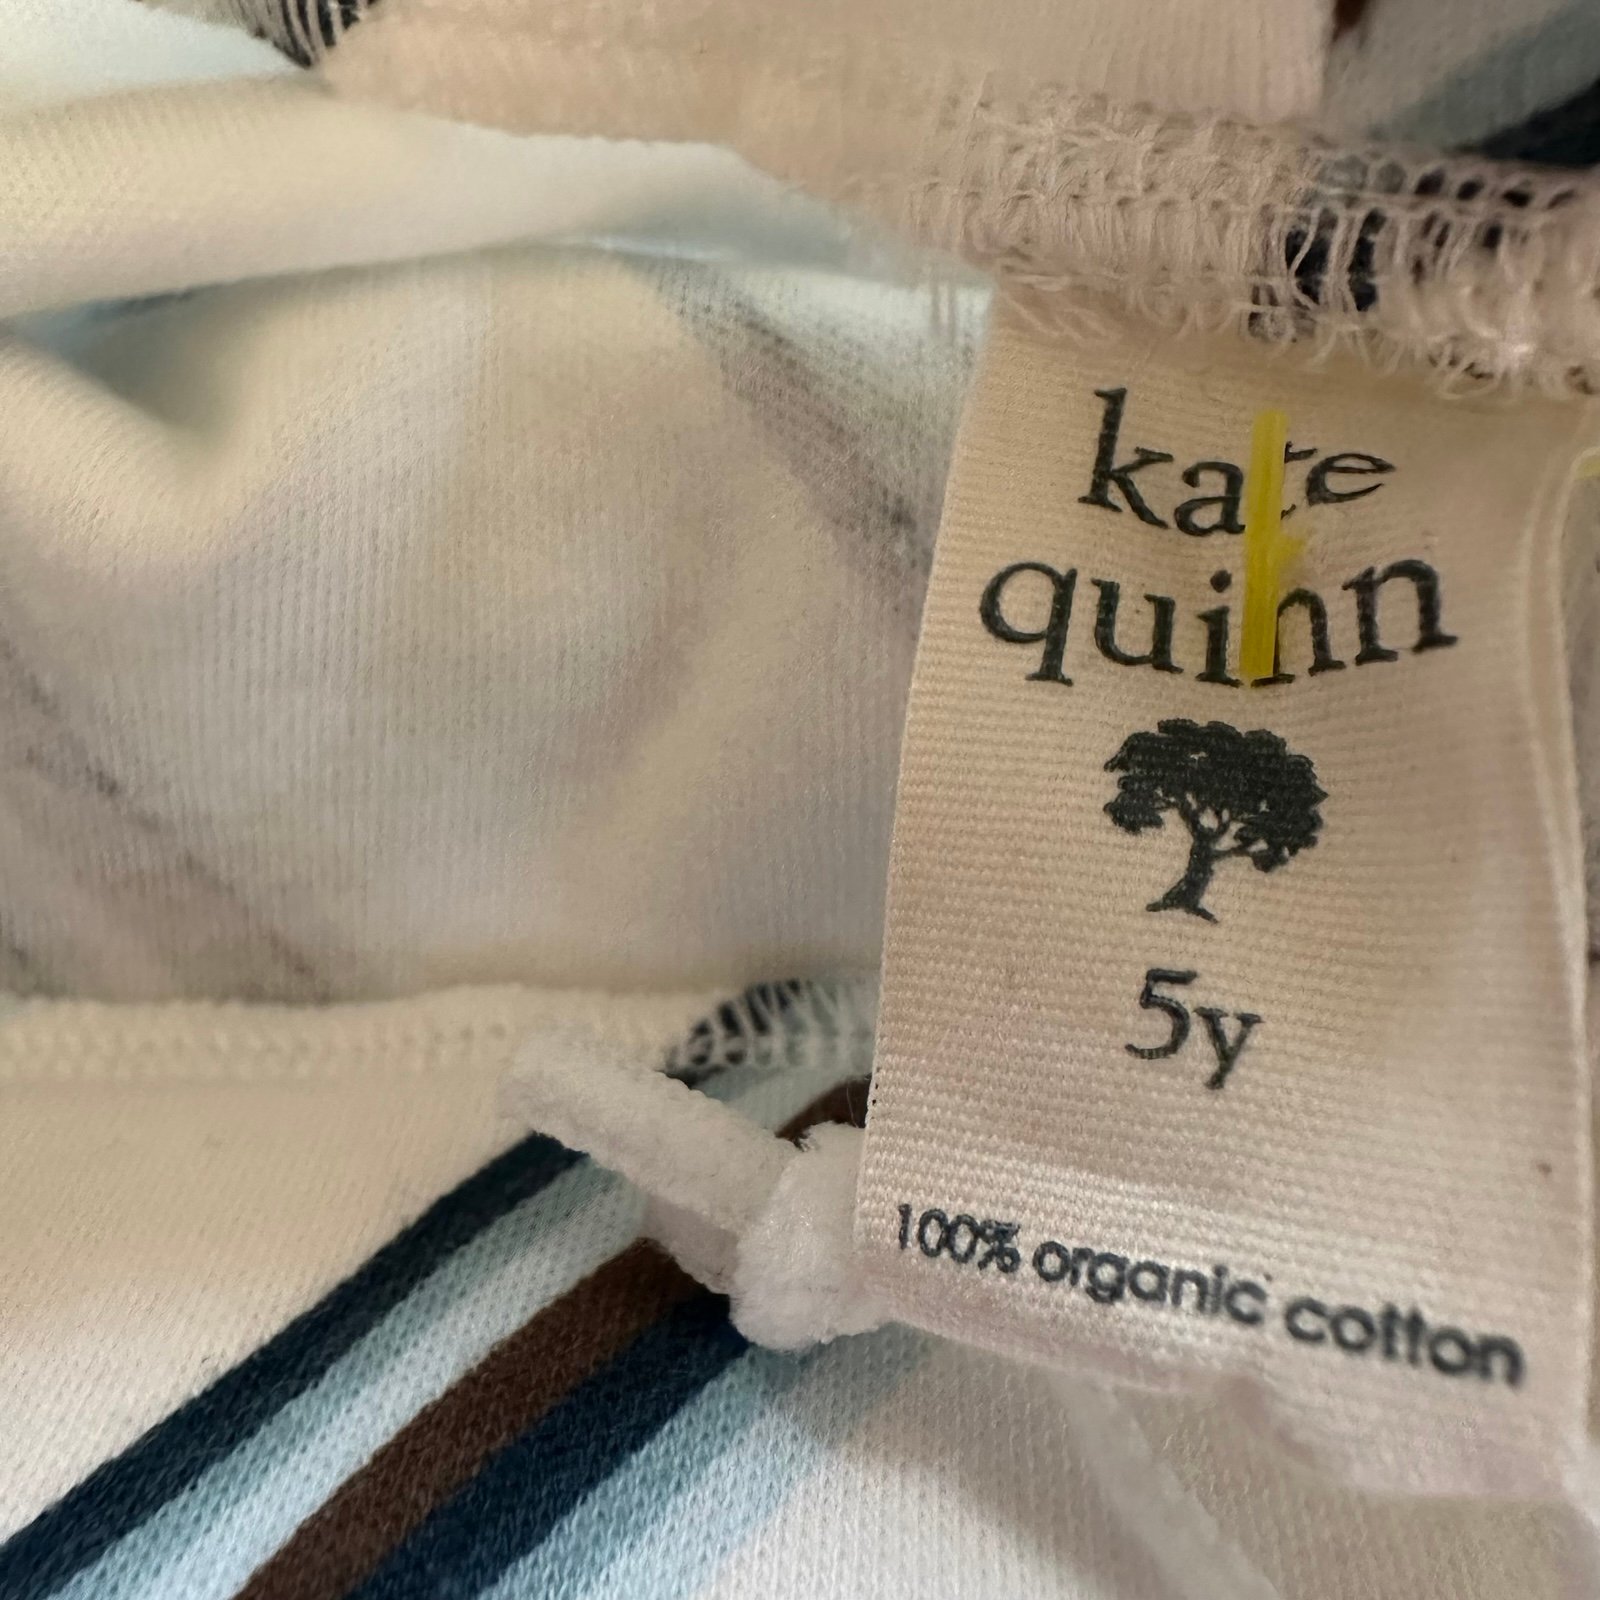 kate
quinn
5y
100% organic cotton